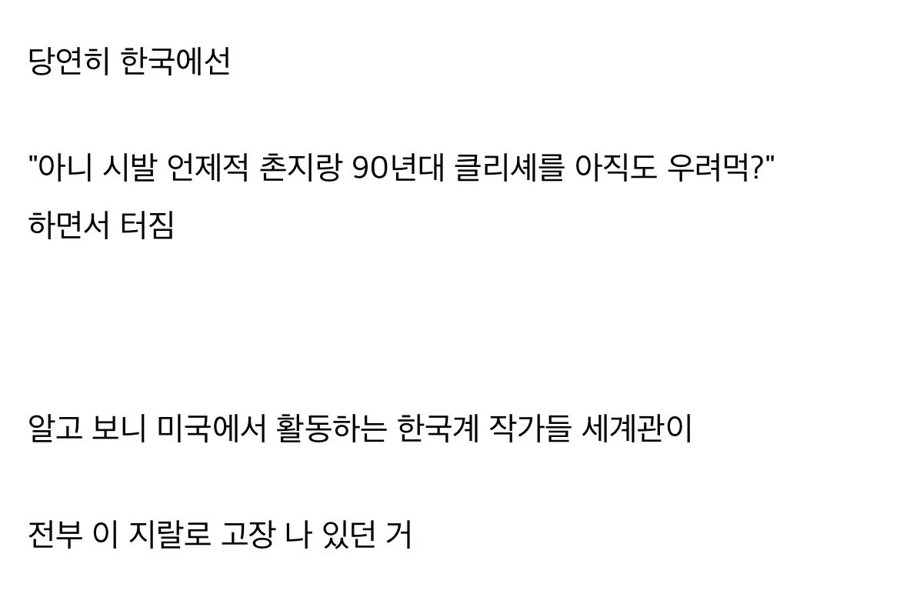 당연히 한국에선
"아니 시발 언제적 촌지랑 90년대 클리셰를 아직도 우려먹?"
하면서 터짐
알고 보니 미국에서 활동하는 한국계 작가들 세계관이
전부 이 지랄로 고장 나 있던 거